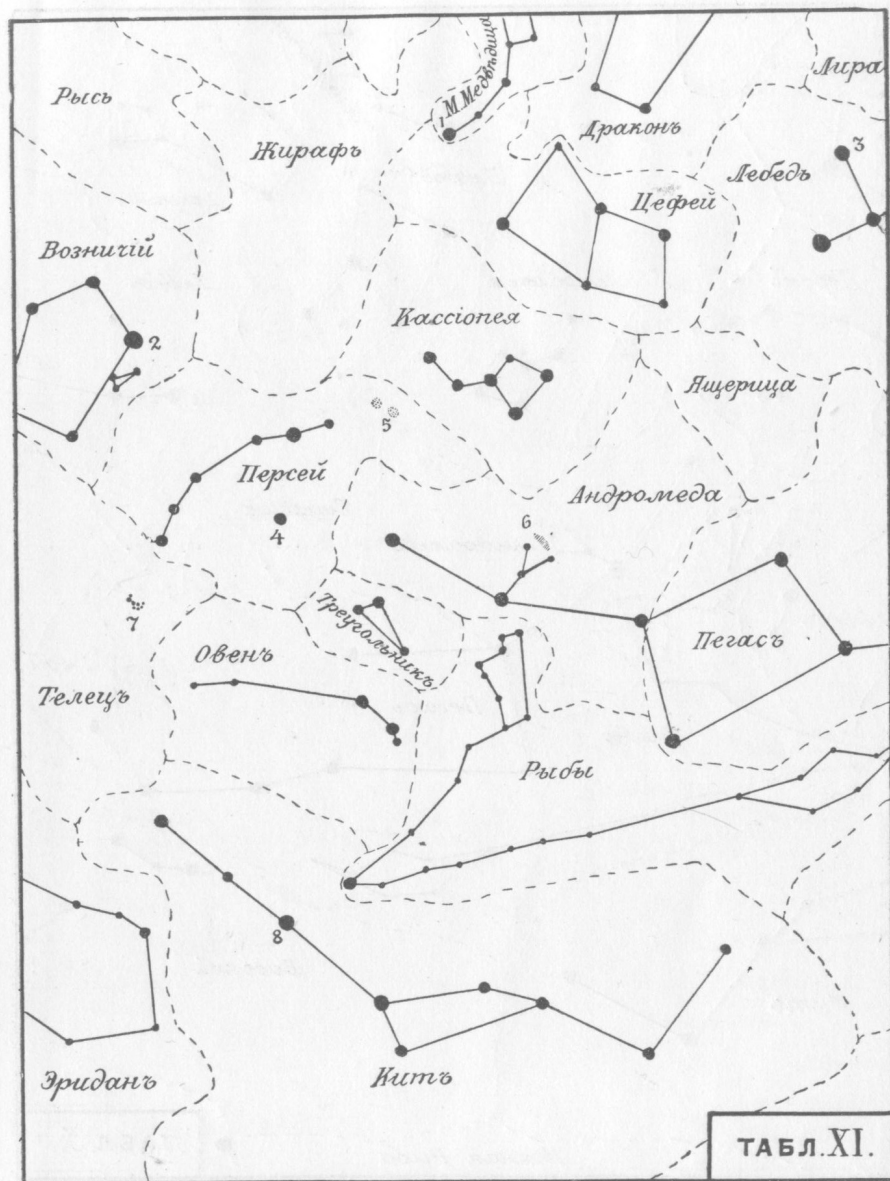 Рысь
Жирафъ
1
М. Медвѣдица
Драконъ
Лира
3
Лебедь
Цефей
Возничій
2
Кассіопея
Ящерица
5
Персей
4
Андромеда
6
7
Треугольникъ
Овенъ
Пегасъ
Телецъ
Рыбы
8
Эриданъ
Китъ
ТАБЛ. XI.